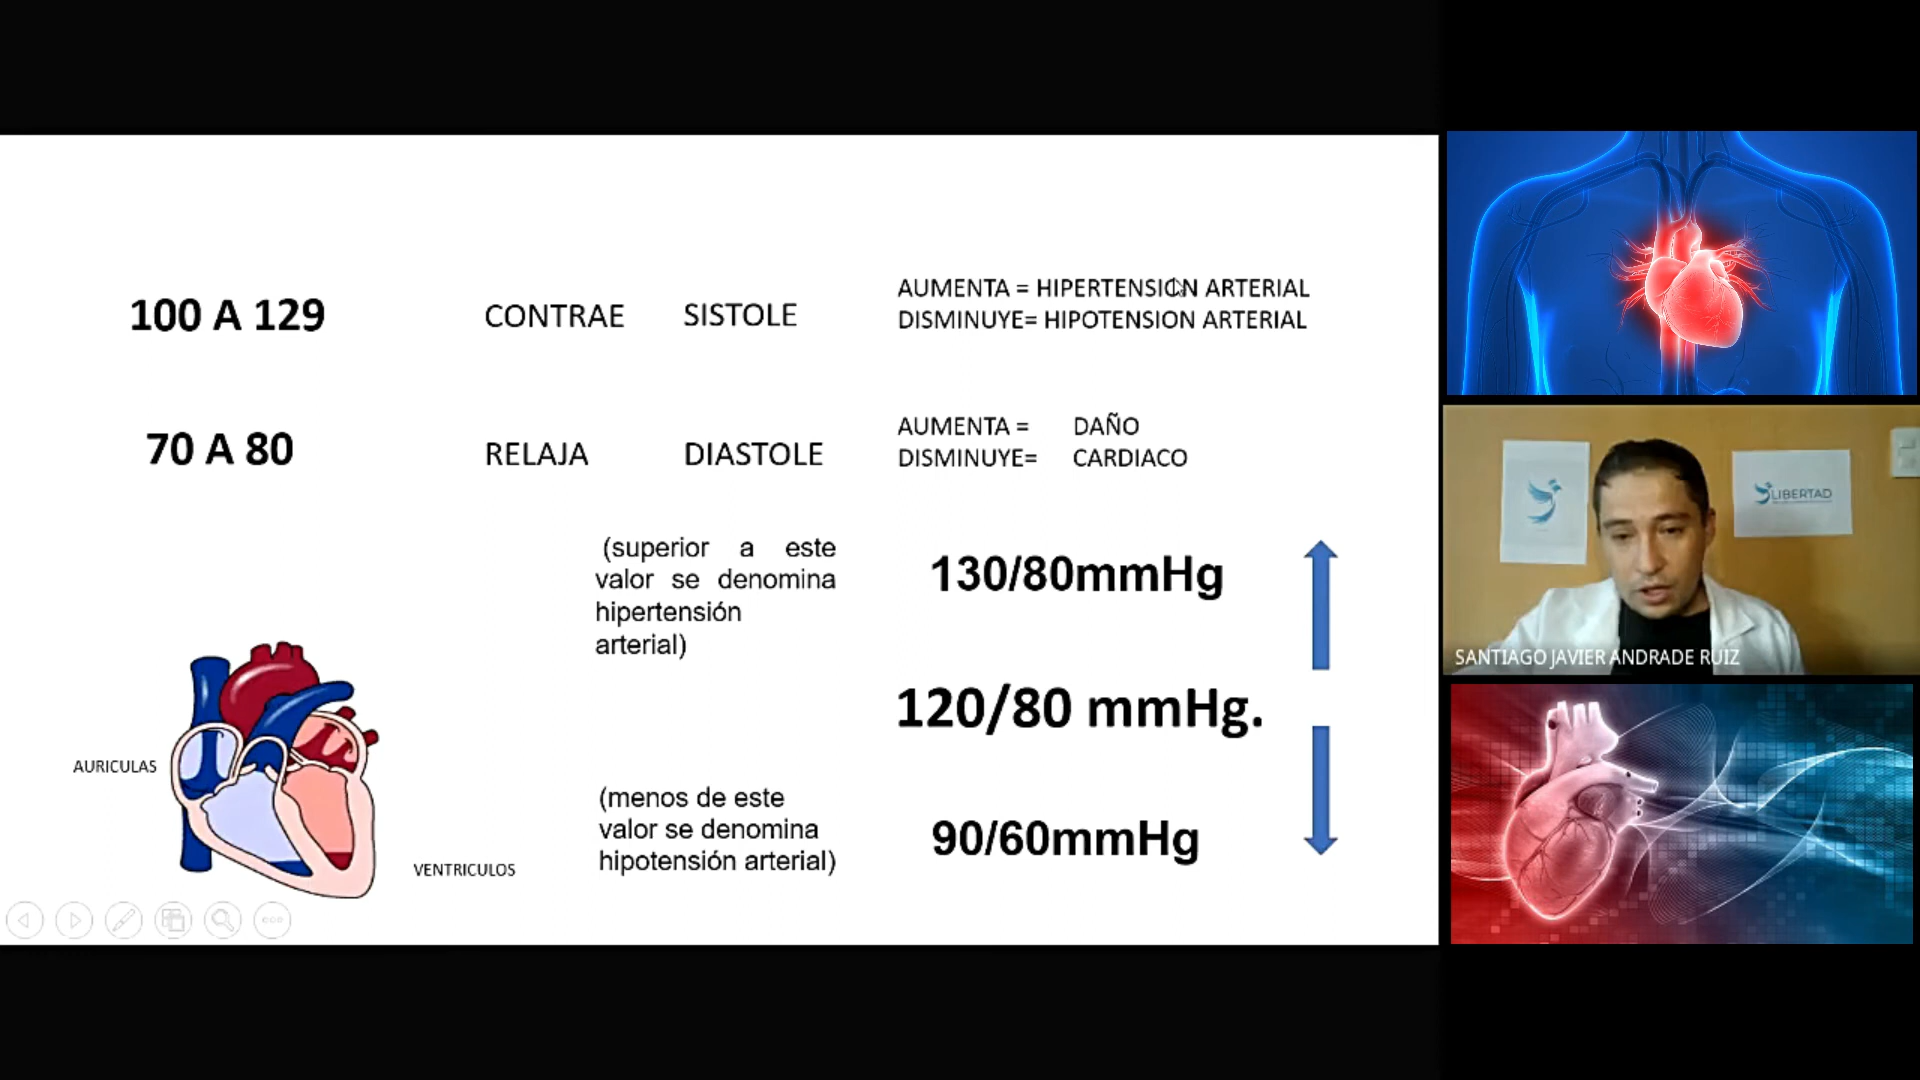 100 A 129
CONTRAE
SISTOLE
AUMENTA = HIPERTENSION ARTERIAL
DISMINUYE= HIPOTENSION ARTERIAL
70 A 80
RELAJA
DIASTOLE
AUMENTA = DAÑO
DISMINUYE= CARDIACO
(superior a este
valor se denomina
hipertensión
arterial)
130/80mmHg
120/80 mmHg.
(menos de este
valor se denomina
hipotensión arterial)
90/60mmHg
AURICULAS
VENTRICULOS
LIBERTAD
SANTIAGO JAVIER ANDRADE RUIZ